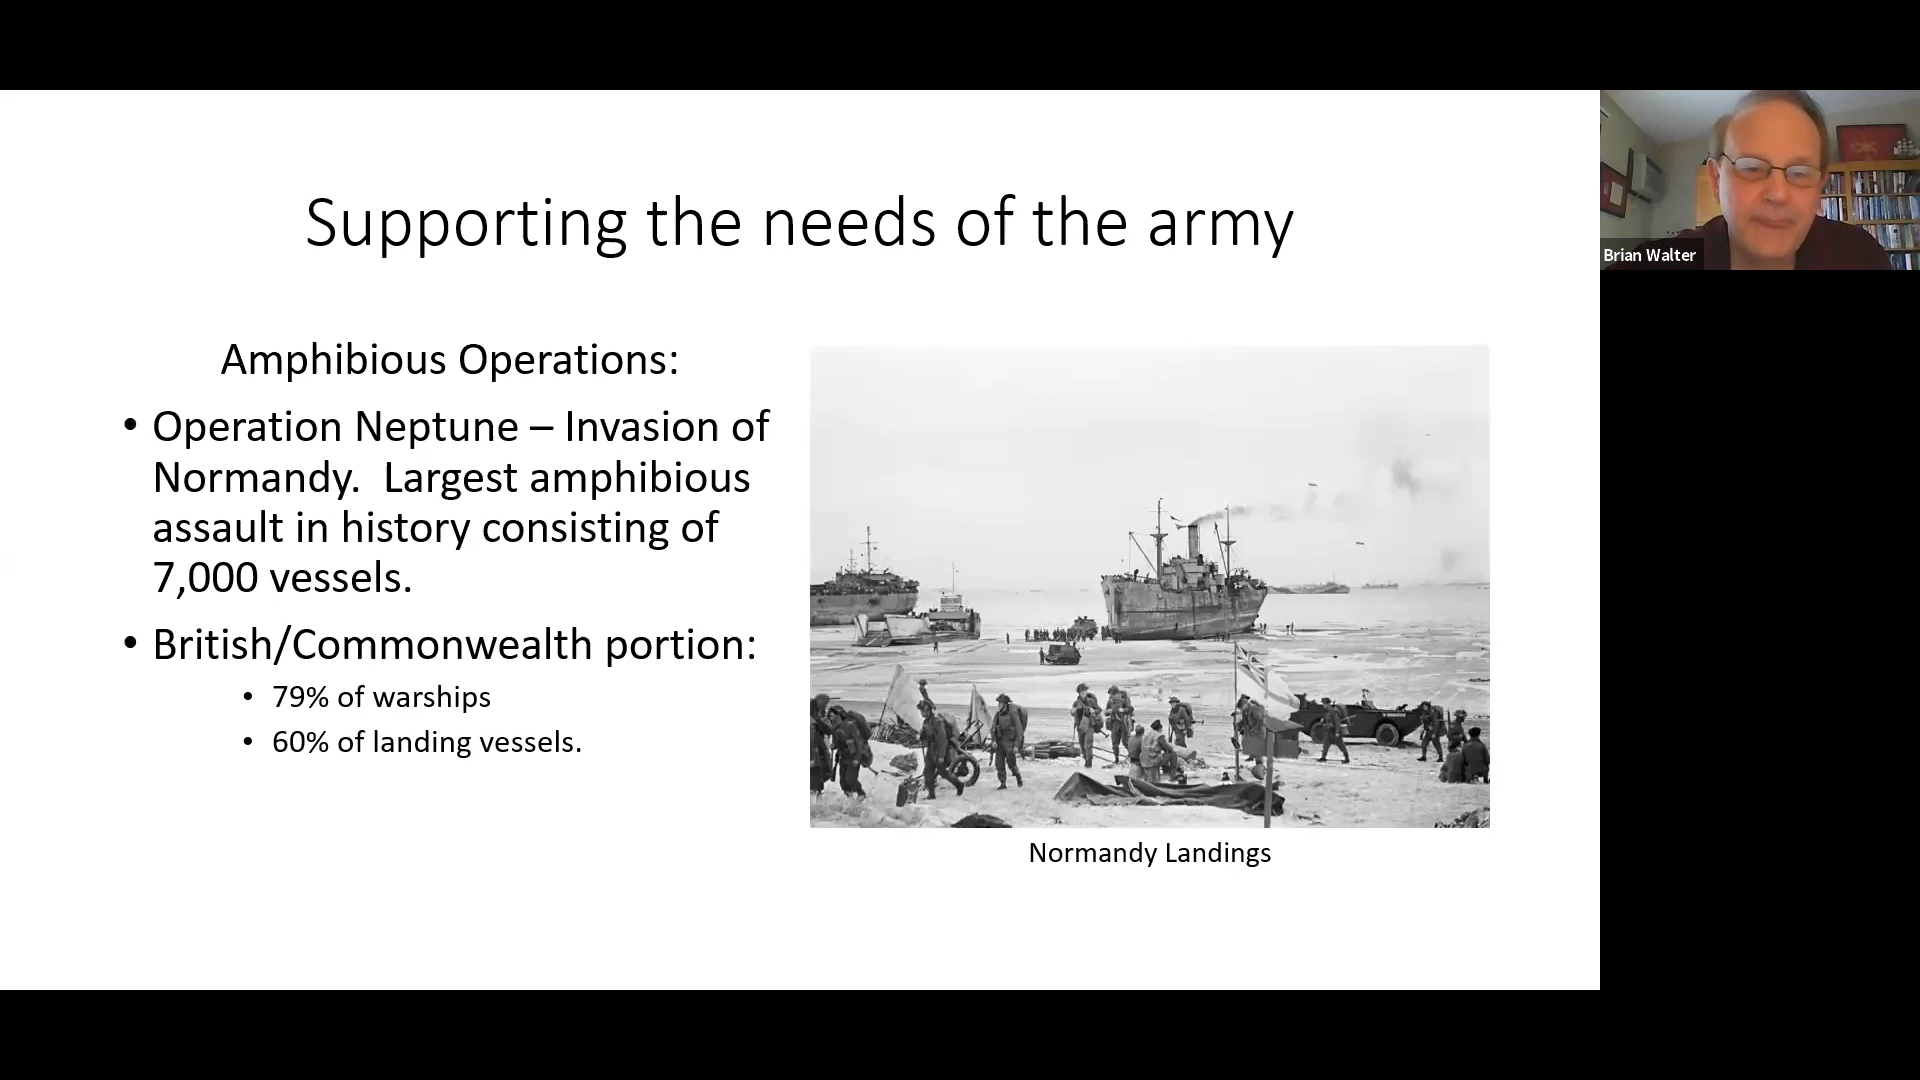 Supporting the needs of the army
Amphibious Operations:
• Operation Neptune – Invasion of
Normandy.  Largest amphibious
assault in history consisting of
7,000 vessels.
• British/Commonwealth portion:
• 79% of warships
• 60% of landing vessels.
Normandy Landings
Brian Walter